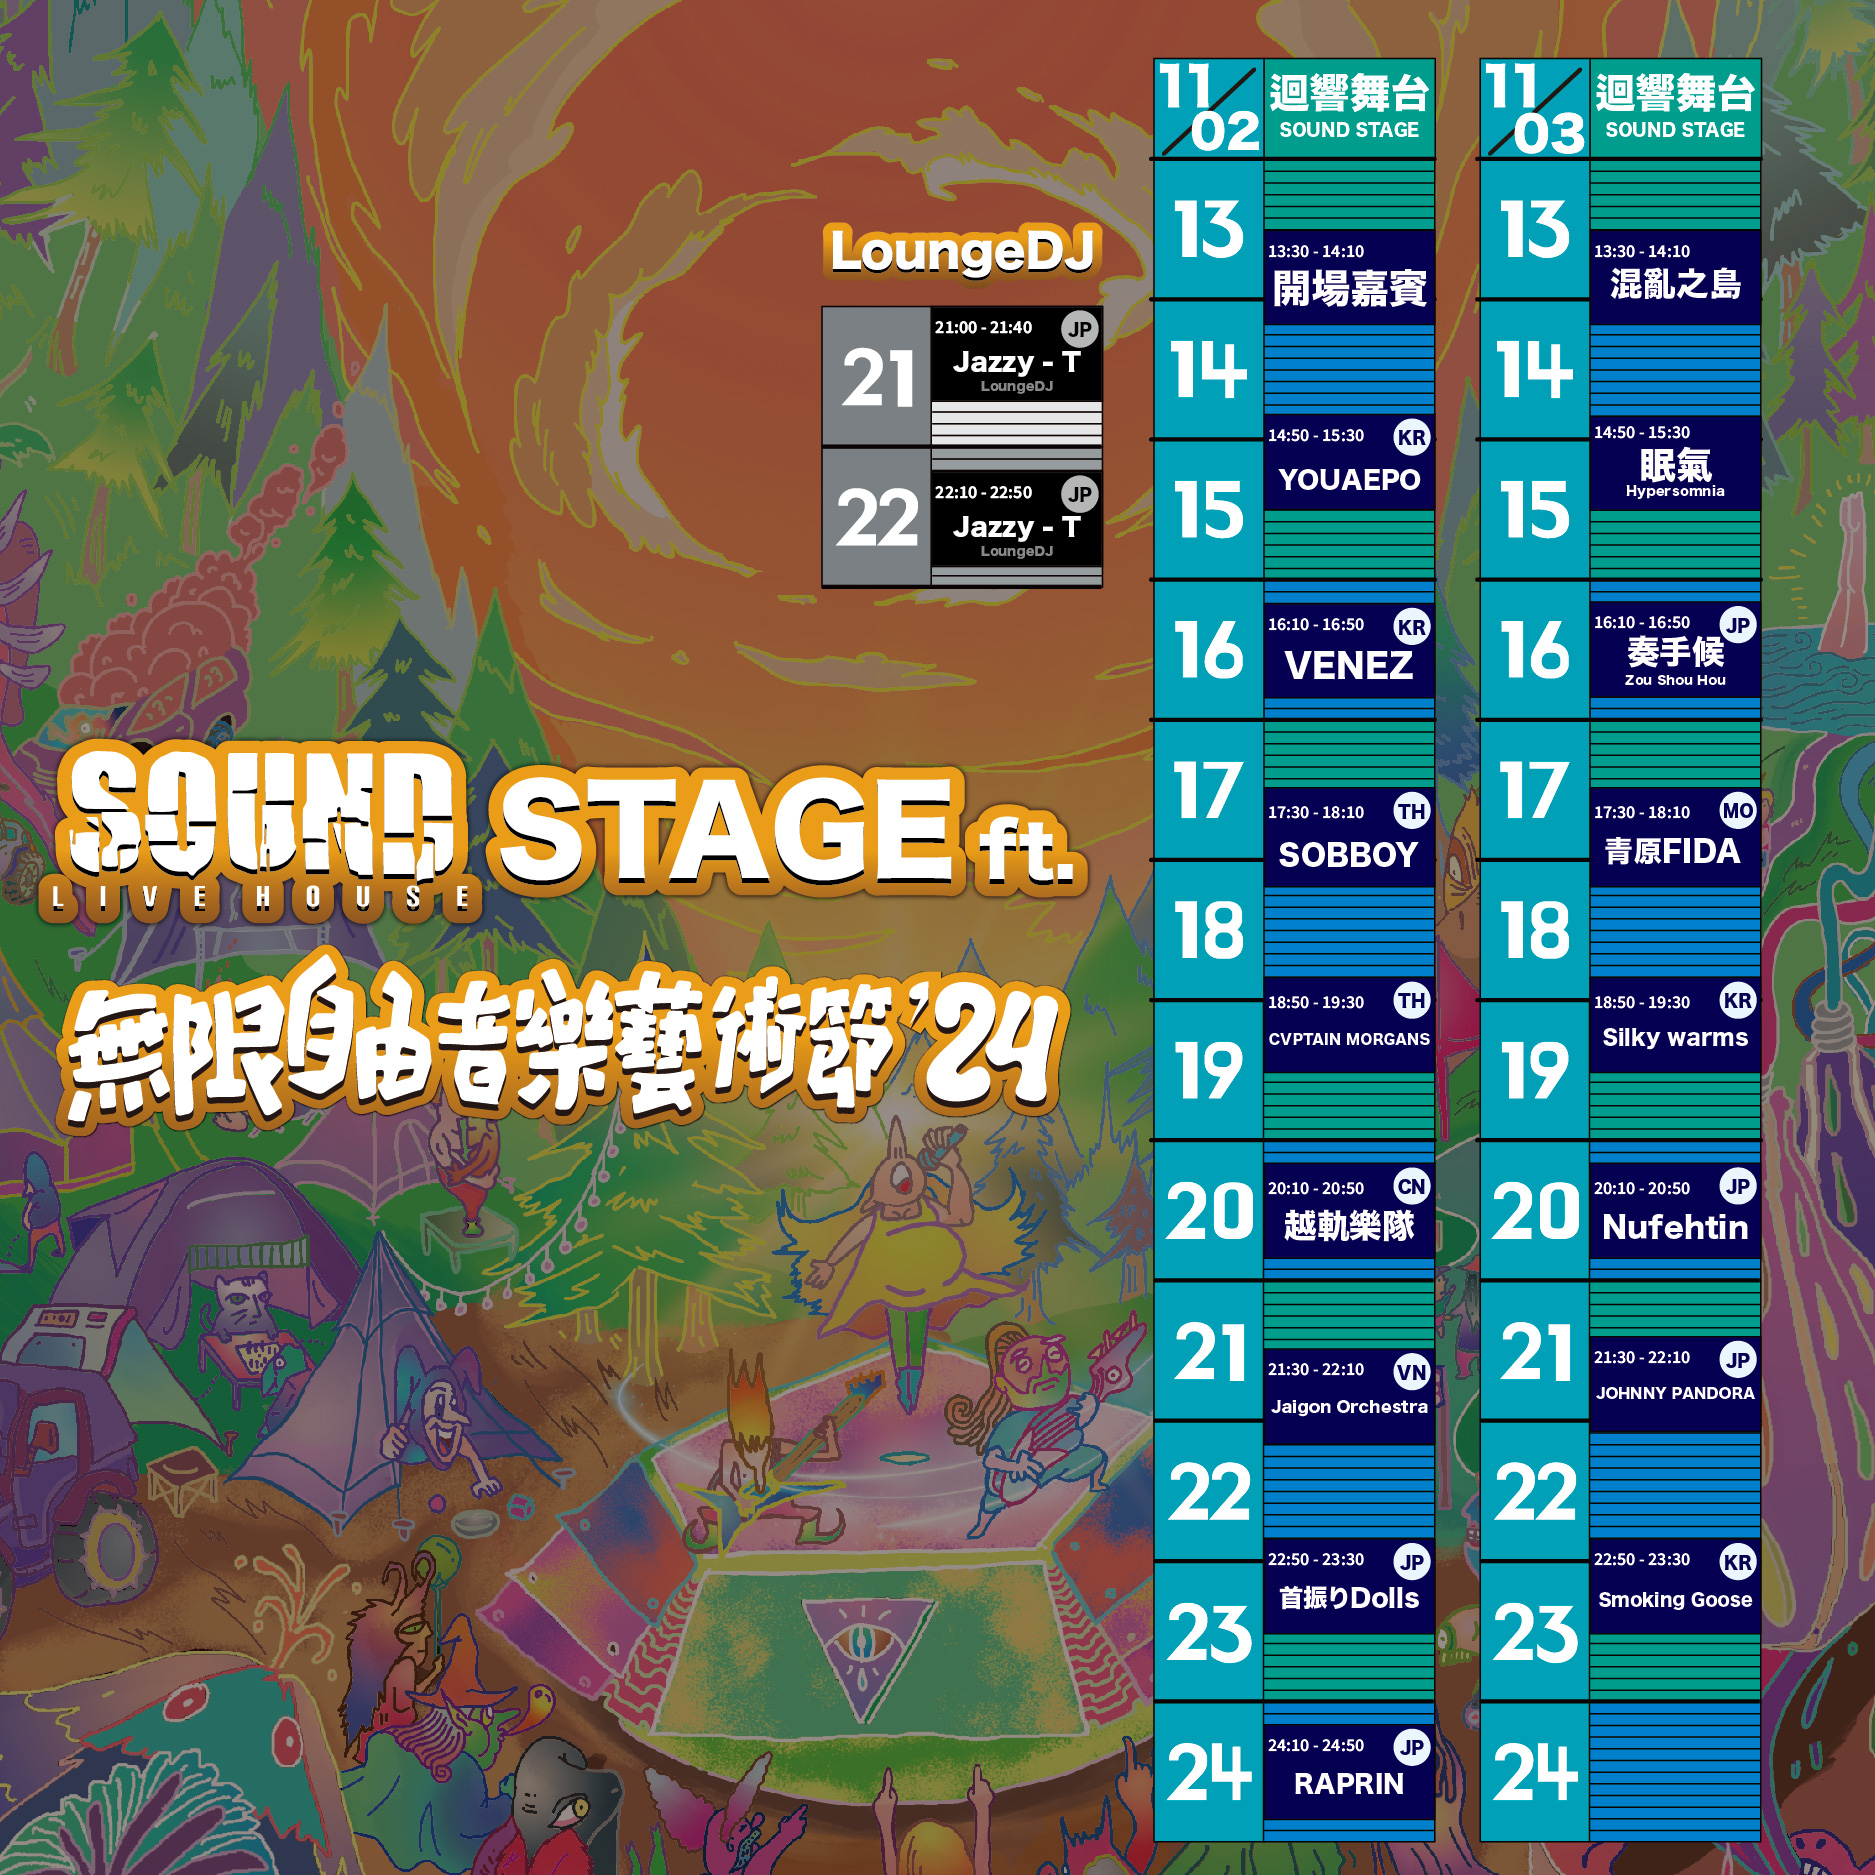 SOUND STAGE ft.
LIVE HOUSE
無限自由音樂藝術節'24
LoungeDJ
21
21:00 - 21:40
JP
Jazzy - T
LoungeDJ
22
22:10 - 22:50
JP
Jazzy - T
LoungeDJ
11/02
迴響舞台
SOUND STAGE
13
13:30 - 14:10
開場嘉賓
14
14:50 - 15:30
KR
YOUAEPO
15
16
16:10 - 16:50
KR
VENEZ
17
17:30 - 18:10
TH
SOBBOY
18
18:50 - 19:30
TH
CVPTAIN MORGANS
19
20
20:10 - 20:50
CN
越軌樂隊
21
21:30 - 22:10
VN
Jaigon Orchestra
22
22:50 - 23:30
JP
首振りDolls
23
24
24:10 - 24:50
JP
RAPRIN
11/03
迴響舞台
SOUND STAGE
13
13:30 - 14:10
混亂之島
14
14:50 - 15:30
眠氣
Hypersomnia
15
16
16:10 - 16:50
JP
奏手候
Zou Shou Hou
17
17:30 - 18:10
MO
青原FIDA
18
18:50 - 19:30
KR
Silky warms
19
20
20:10 - 20:50
JP
Nufehtin
21
21:30 - 22:10
JP
JOHNNY PANDORA
22
22:50 - 23:30
KR
Smoking Goose
23
24